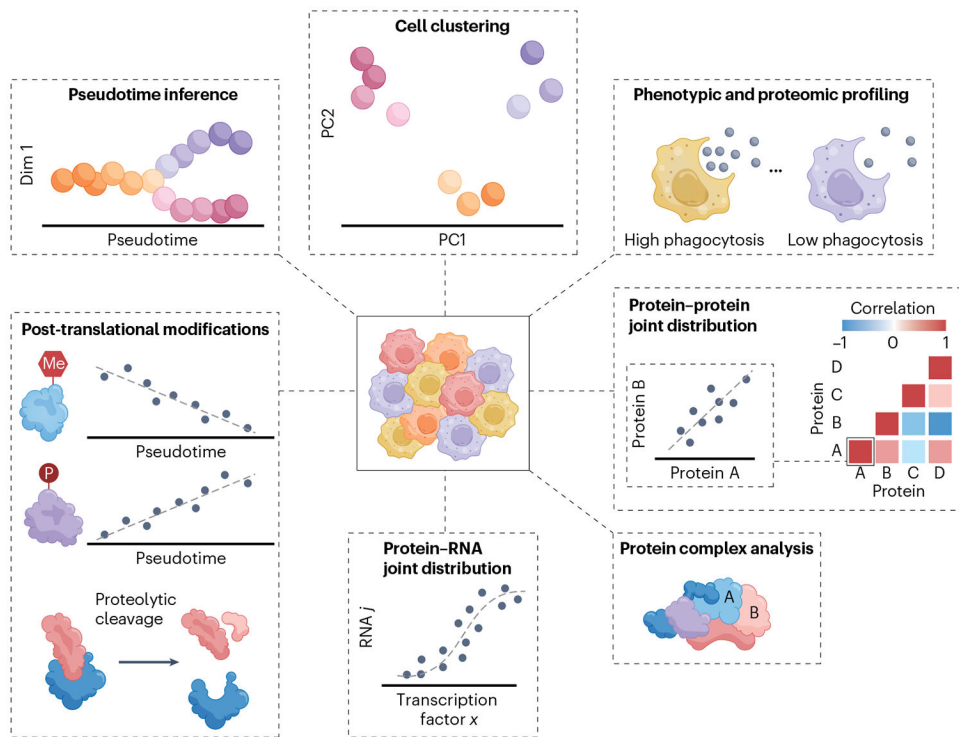 Cell clustering
PC2
PC1
Pseudotime inference
Dim 1
Pseudotime
Phenotypic and proteomic profiling
...
High phagocytosis
Low phagocytosis
Post-translational modifications
Me
Pseudotime
P
Pseudotime
Proteolytic
cleavage
Protein–protein
joint distribution
Protein B
Protein A
Correlation
–1 0 1
Protein
D
C
B
A
A B C D
Protein
Protein–RNA
joint distribution
RNA j
Transcription
factor x
Protein complex analysis
A
B